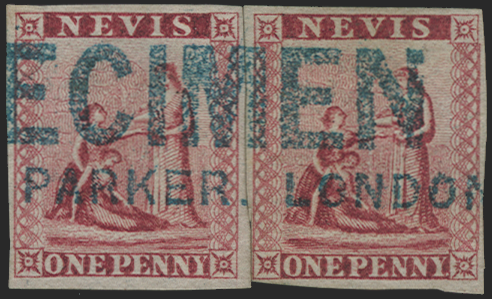 NEVIS NEVIS
ECIMEN
PARKER. LONDON
ONE PENNY ONE PENNY